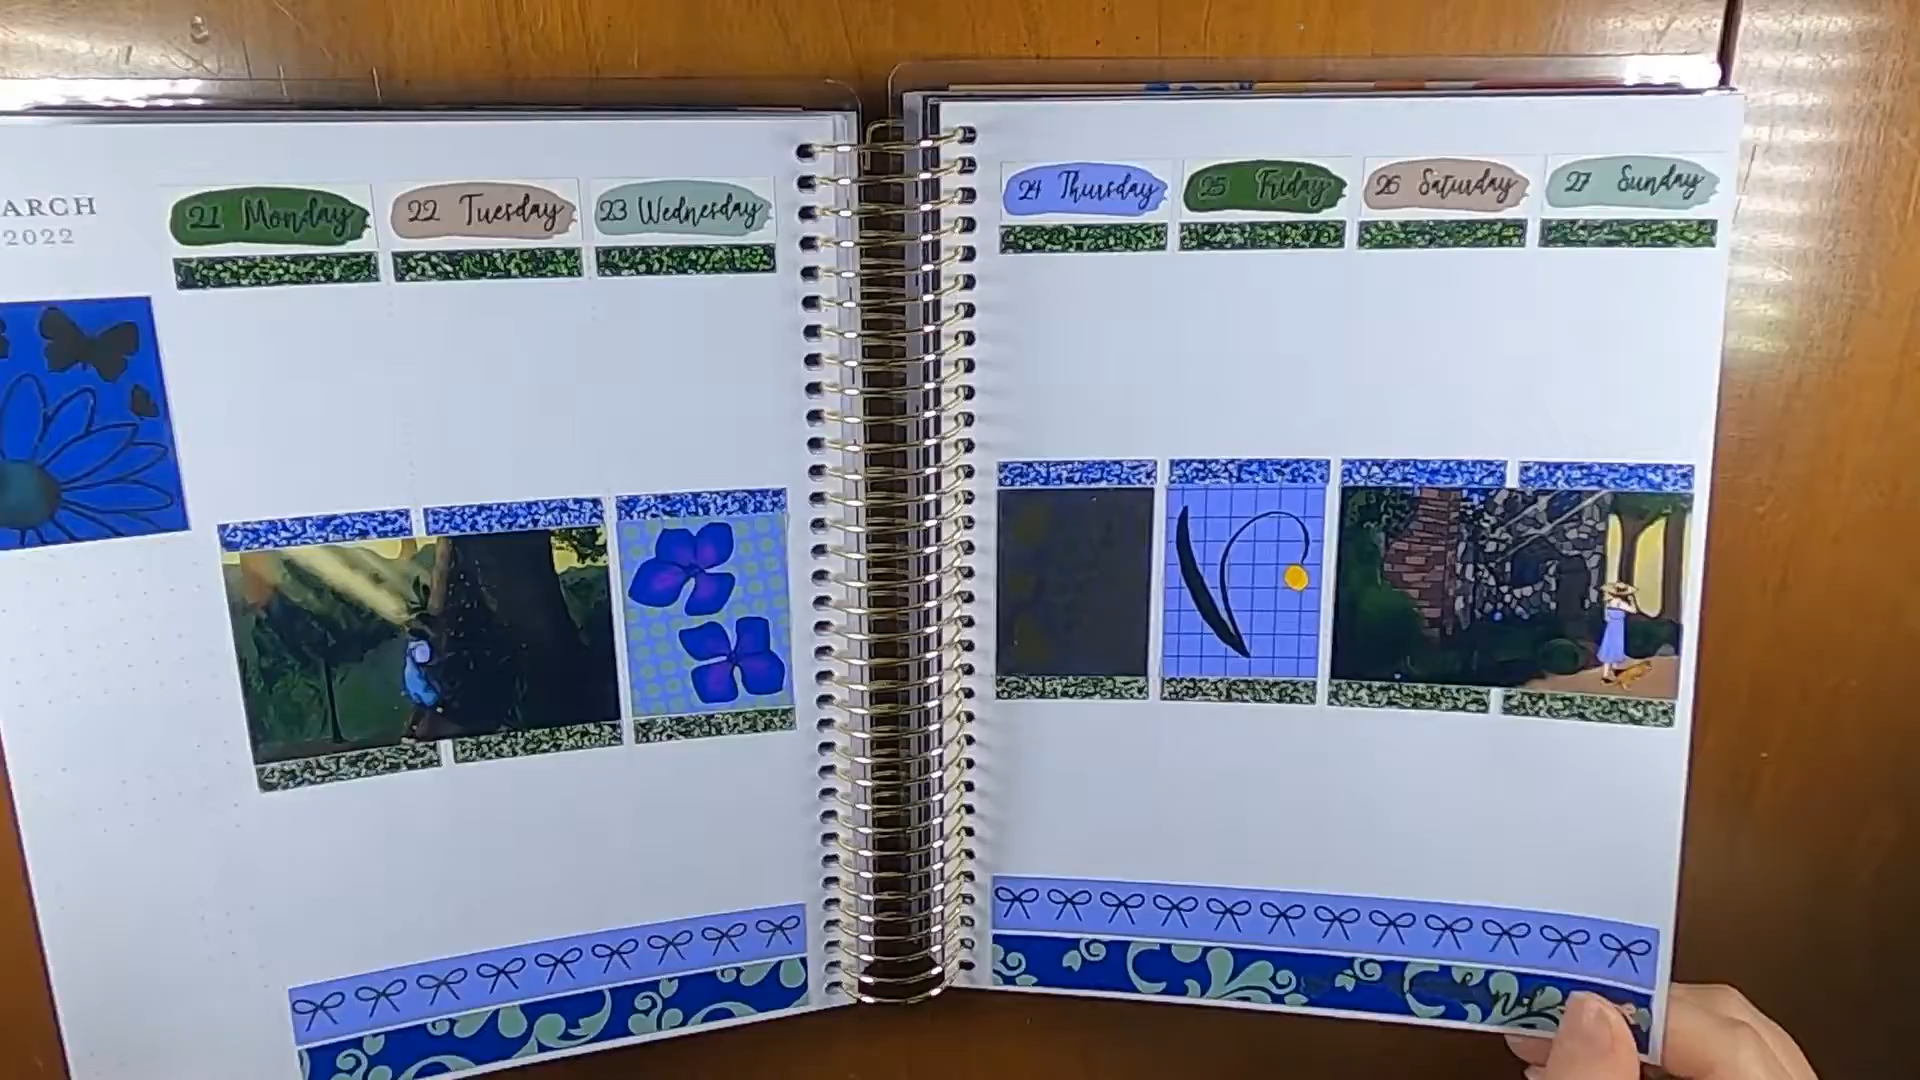 ARCH
2022
21 Monday
22 Tuesday
23 Wednesday
24 Thursday
25 Friday
26 Saturday
27 Sunday